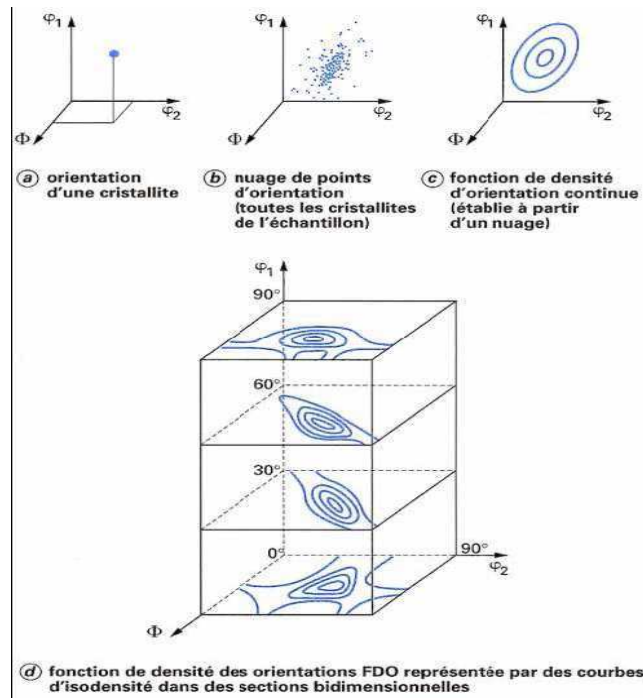 φ₁
φ₂
Φ
φ₁
φ₂
Φ
φ₁
φ₂
Φ
ⓐ orientation
d'une cristallite
ⓑ nuage de points
d'orientation
(toutes les cristallites
de l'échantillon)
ⓒ fonction de densité
d'orientation continue
(établie à partir
d'un nuage)
φ₁
90°
60°
30°
0°
90°
φ₂
Φ
ⓓ fonction de densité des orientations FDO représentée par des courbes
d'isodensité dans des sections bidimensionnelles